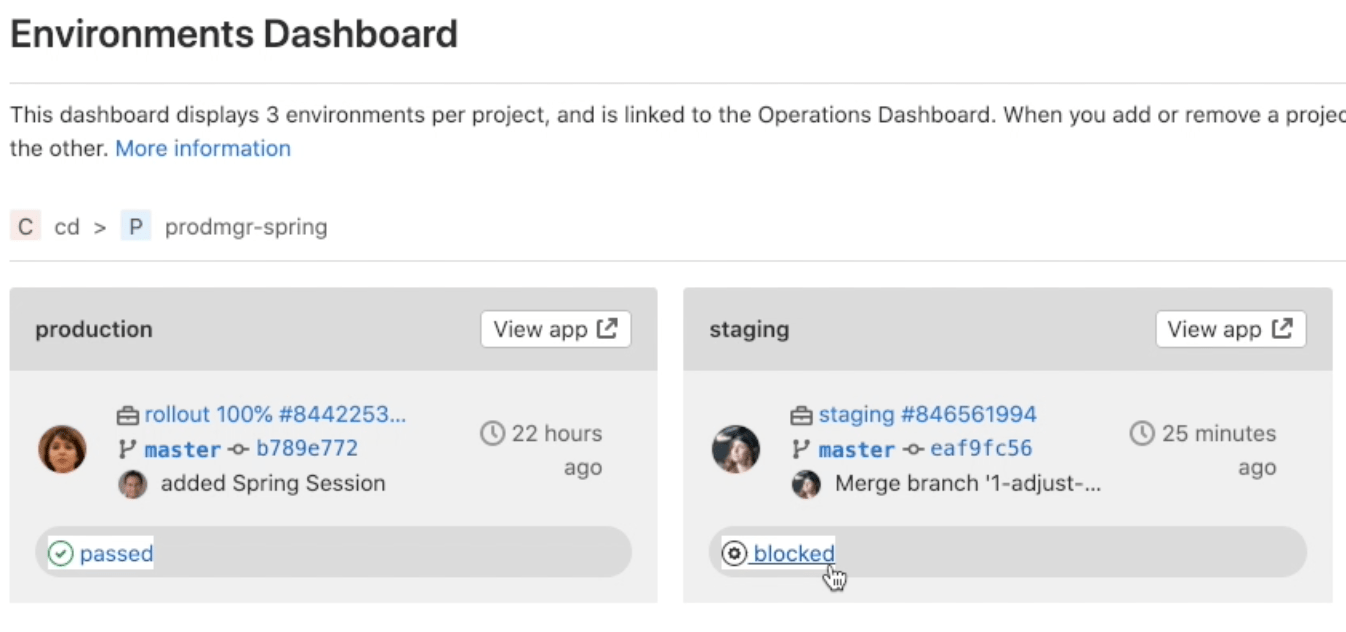 Environments Dashboard
This dashboard displays 3 environments per project, and is linked to the Operations Dashboard. When you add or remove a projec
the other. More information
C cd > P prodmgr-spring
production View app
rollout 100% #8442253...
master b789e772
added Spring Session
22 hours
ago
passed
staging View app
staging #846561994
master eaf9fc56
Merge branch '1-adjust-...
25 minutes
ago
blocked